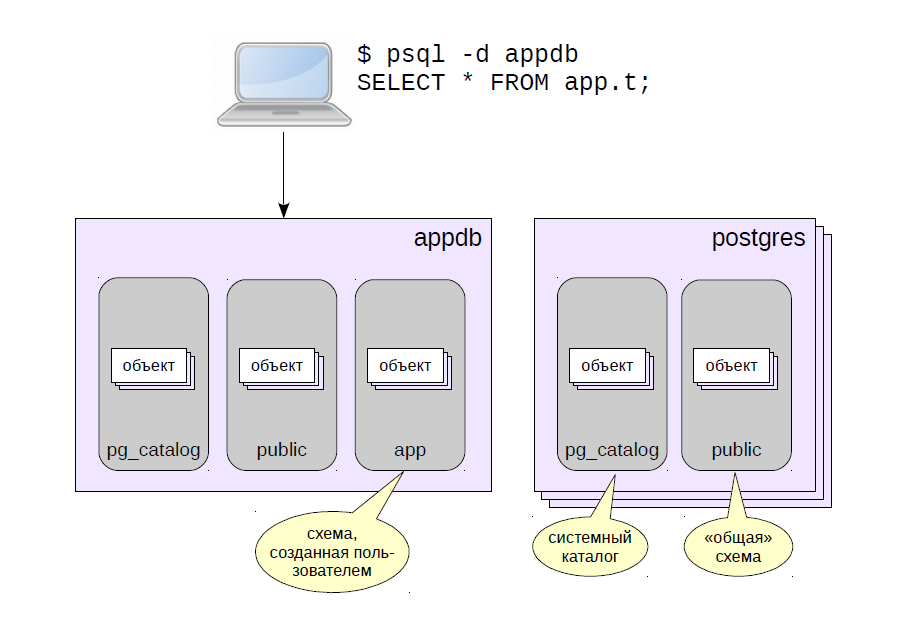 $ psql -d appdb
SELECT * FROM app.t;
appdb
postgres
объект
объект
объект
объект
объект
pg_catalog
public
app
pg_catalog
public
схема,
созданная поль-
зователем
системный
каталог
«общая»
схема